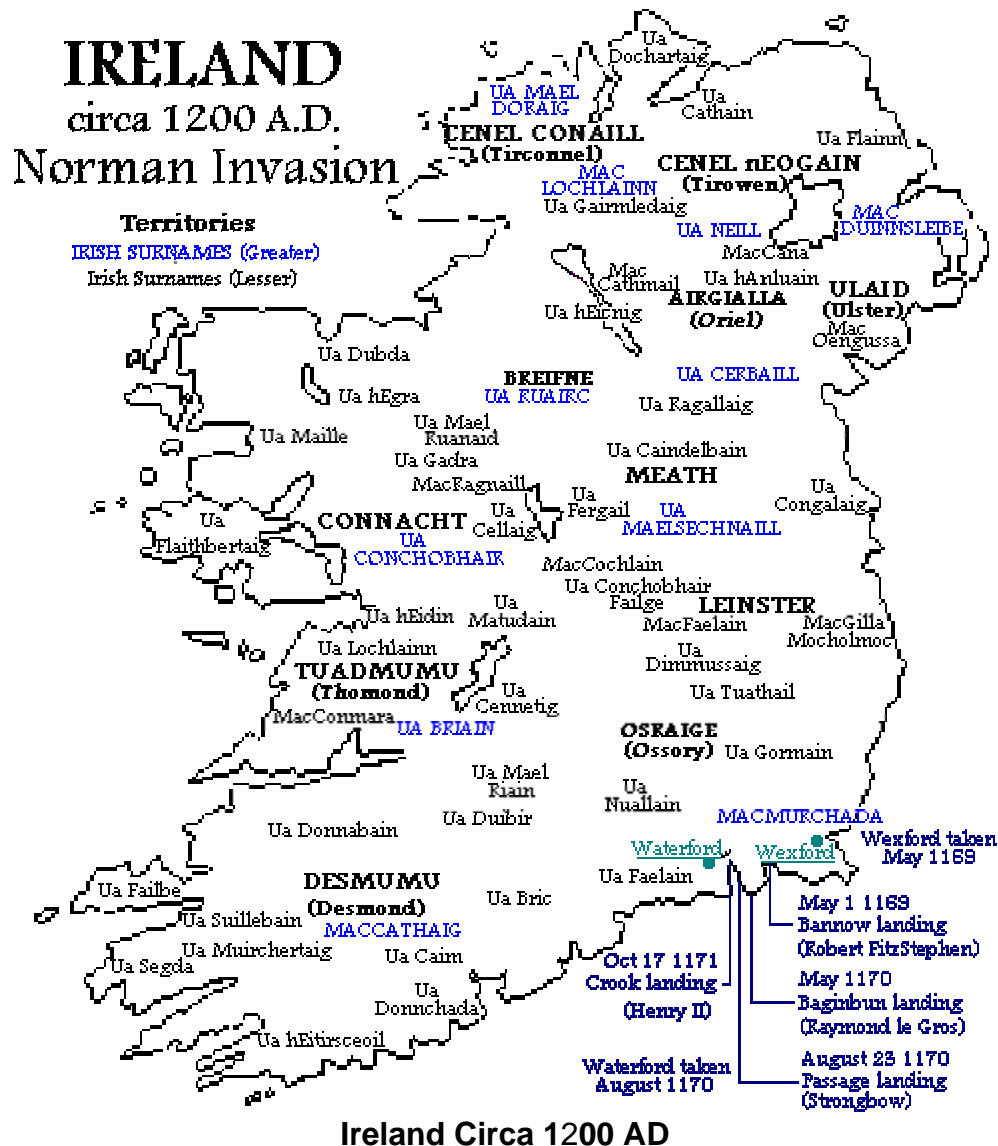 IRELAND
circa 1200 A.D.
Norman Invasion
Territories
IRISH SURNAMES (Greater)
Irish Surnames (Lesser)
Ua
Dochartaig
UA MAEL
DORAIG
Ua
Cathain
CENEL CONAILL
(Tirconnel)
Ua Flainn
CENEL nEOGAIN
(Tirowen)
MAC
LOCHLAINN
Ua Gairmledaig
UA NEILL
MAC
DUINNSLEIBE
MacCana
Mac
Cathmail
Ua hAnluain
Ua hEicnig
AIRGIALLA
(Oriel)
ULAID
(Ulster)
Mac
Oengussa
Ua Dubda
BREIFNE
UA RUAIRC
UA CERBAILL
Ua hEgra
Ua Ragallaig
Ua Maille
Ua Mael
Ruanaid
Ua Gadra
Ua Caindelbain
MEATH
MacRagnaill
Ua
Fergail
UA
MAELSECHNAILL
Ua
Congalaig
Ua
Flaithbertaig
CONNACHT
UA
CONCHOBHAIR
Ua
Cellaig
MacCochlain
Ua Conchobhair
Failge
LEINSTER
Ua hEidin
Ua
Matudain
MacFaelain
MacGilla
Mocholmoc
Ua Lochlainn
Ua
Dimmussaig
TUADMUMU
(Thomond)
Ua
Cennetig
Ua Tuathail
MacConmara
UA BRIAIN
OSRAIGE
(Ossory)
Ua Gormain
Ua Mael
Riain
Ua
Nuallain
Ua Donnabain
Ua Duibir
MACMURCHADA
Waterford
Wexford
Wexford taken
May 1169
Ua Failbe
DESMUMU
(Desmond)
MACCATHAIG
Ua Bric
Ua Faelain
May 1 1169
Bannow landing
(Robert FitzStephen)
Ua Suillebain
Ua Muirchertaig
Ua Caim
Ua Segda
Oct 17 1171
Crook landing
(Henry II)
May 1170
Baginbun landing
(Raymond le Gros)
Ua
Donnchada
Ua hEitirsceoil
Waterford taken
August 1170
August 23 1170
Passage landing
(Strongbow)
Ireland Circa 1200 AD